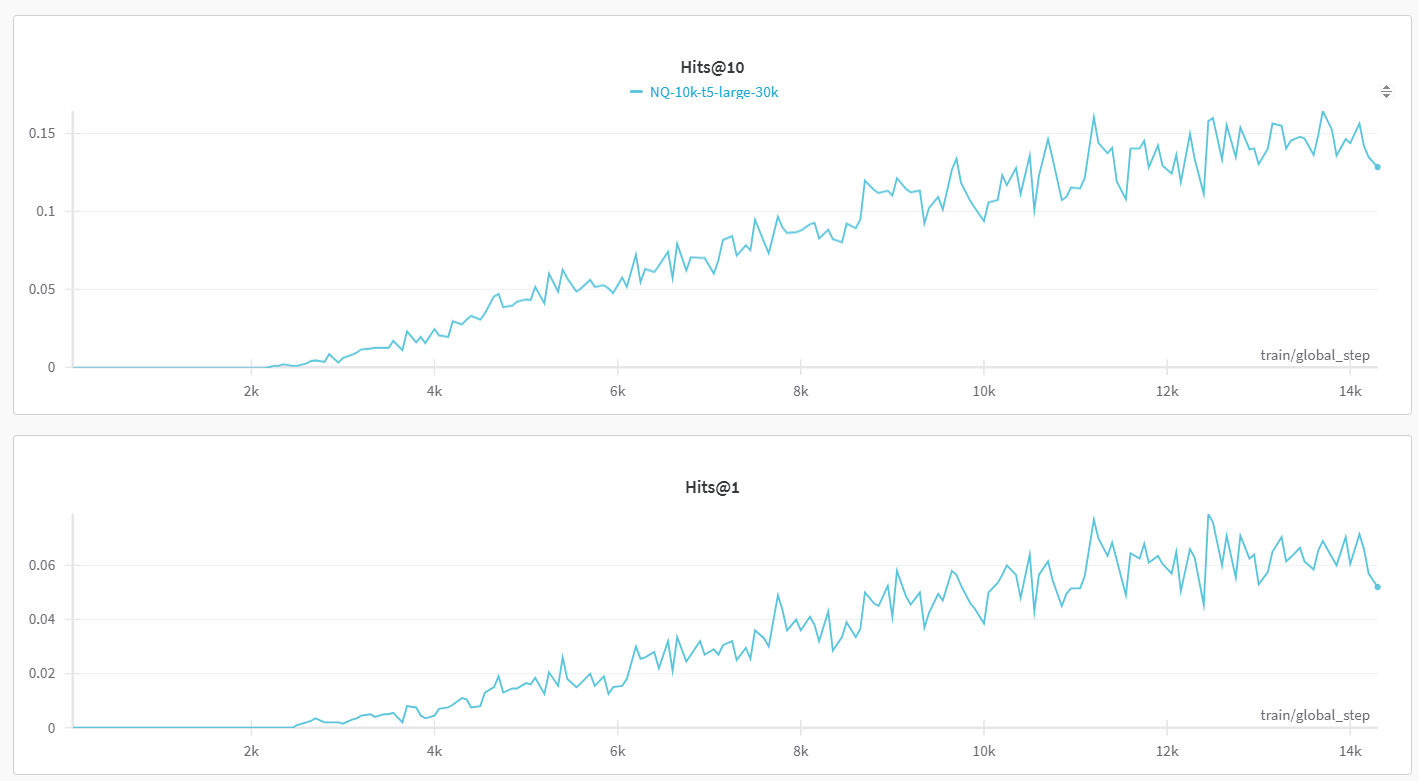 Hits@10
NQ-10k-t5-large-30k
0.15
0.1
0.05
0
train/global_step
2k 4k 6k 8k 10k 12k 14k
Hits@1
0.06
0.04
0.02
0
train/global_step
2k 4k 6k 8k 10k 12k 14k